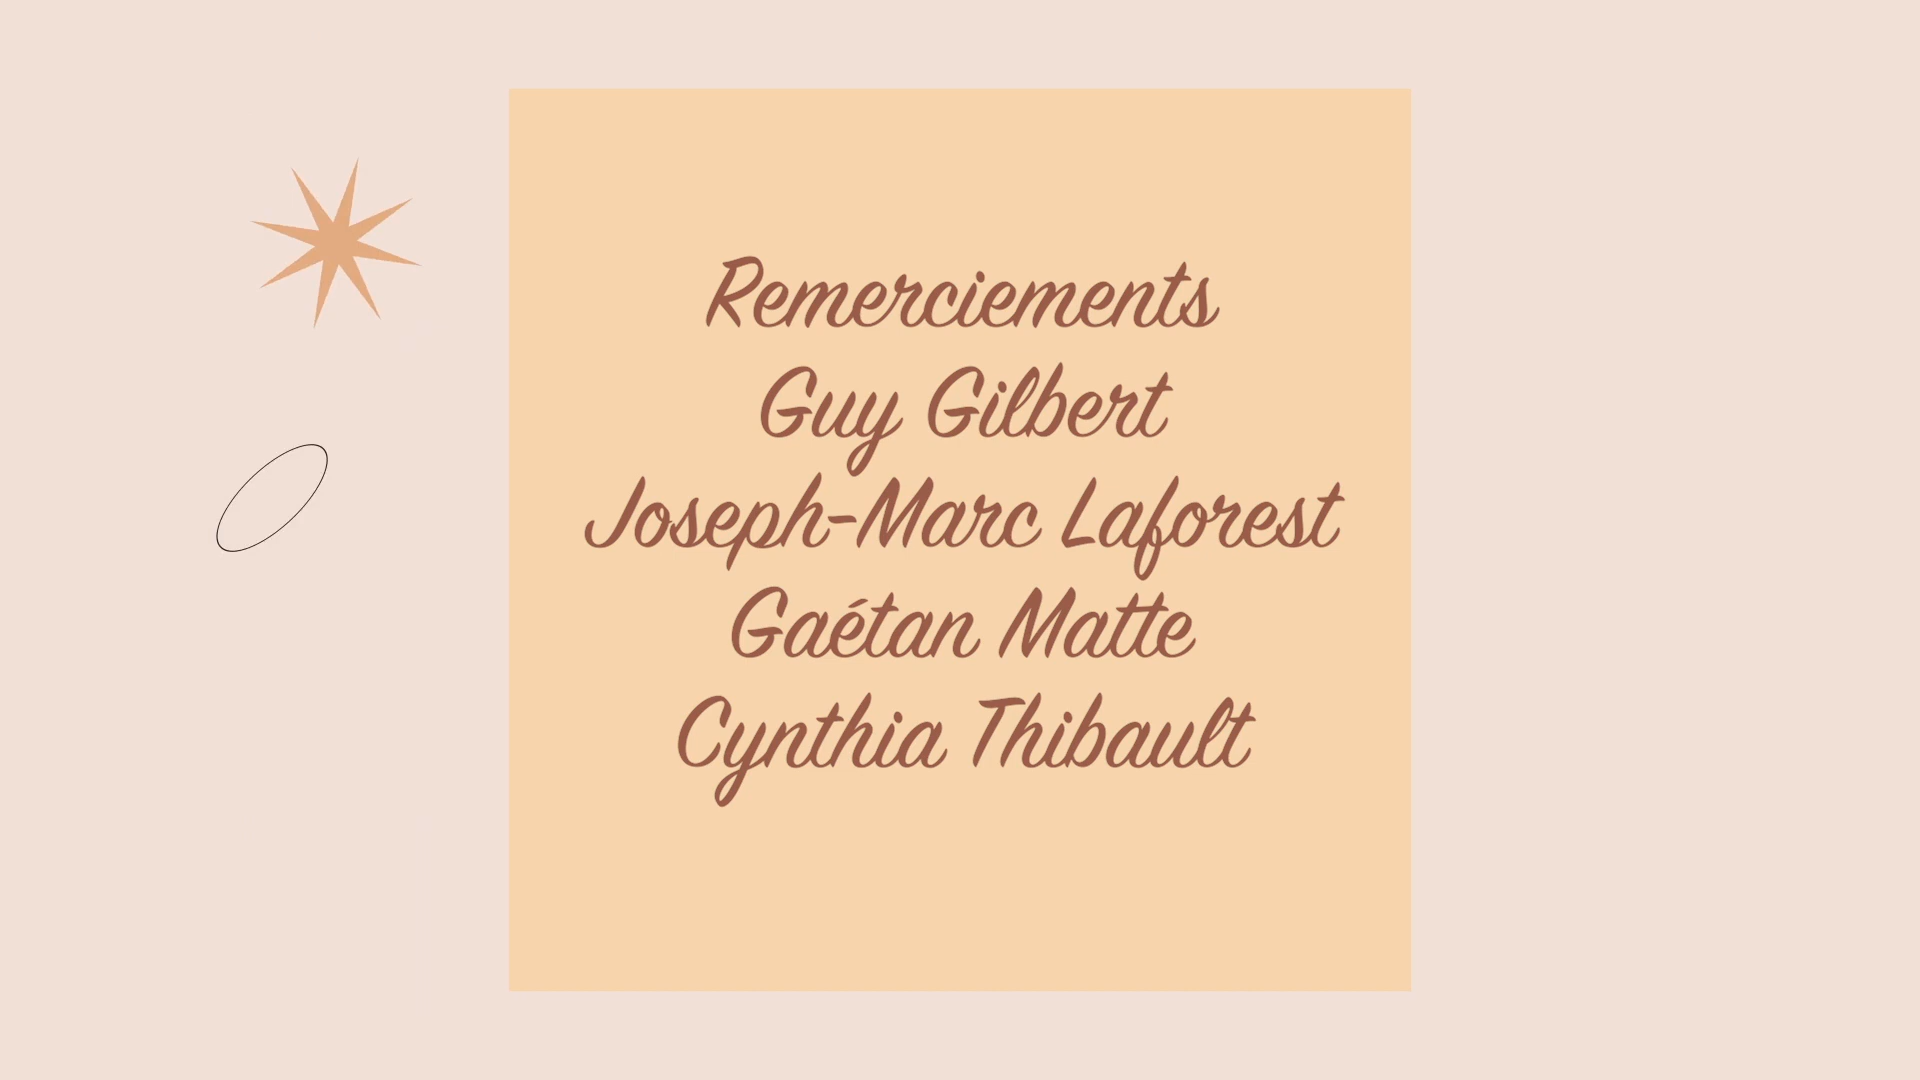 Remerciements
Guy Gilbert
Joseph-Marc Laforest
Gaétan Matte
Cynthia Thibault